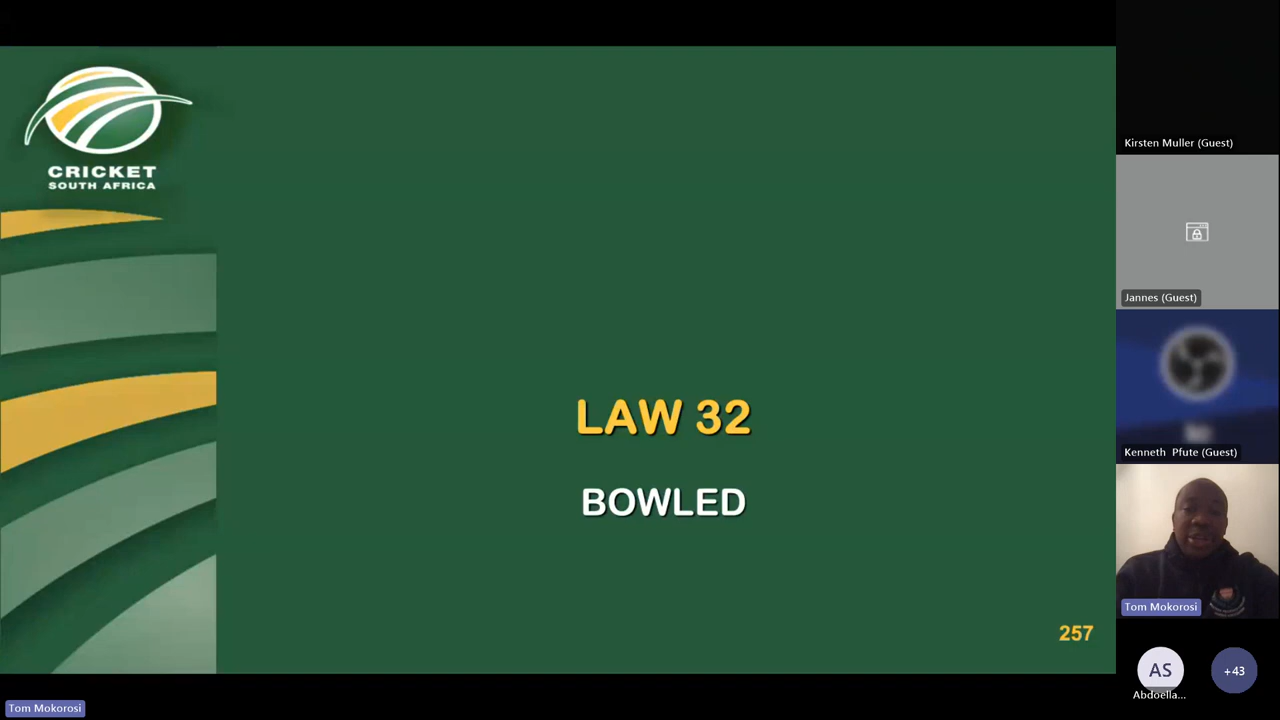 CRICKET
SOUTH AFRICA
LAW 32
BOWLED
257
Kirsten Muller (Guest)
Jannes (Guest)
Kenneth Pfute (Guest)
Tom Mokorosi
AS
Abdoella...
+43
Tom Mokorosi